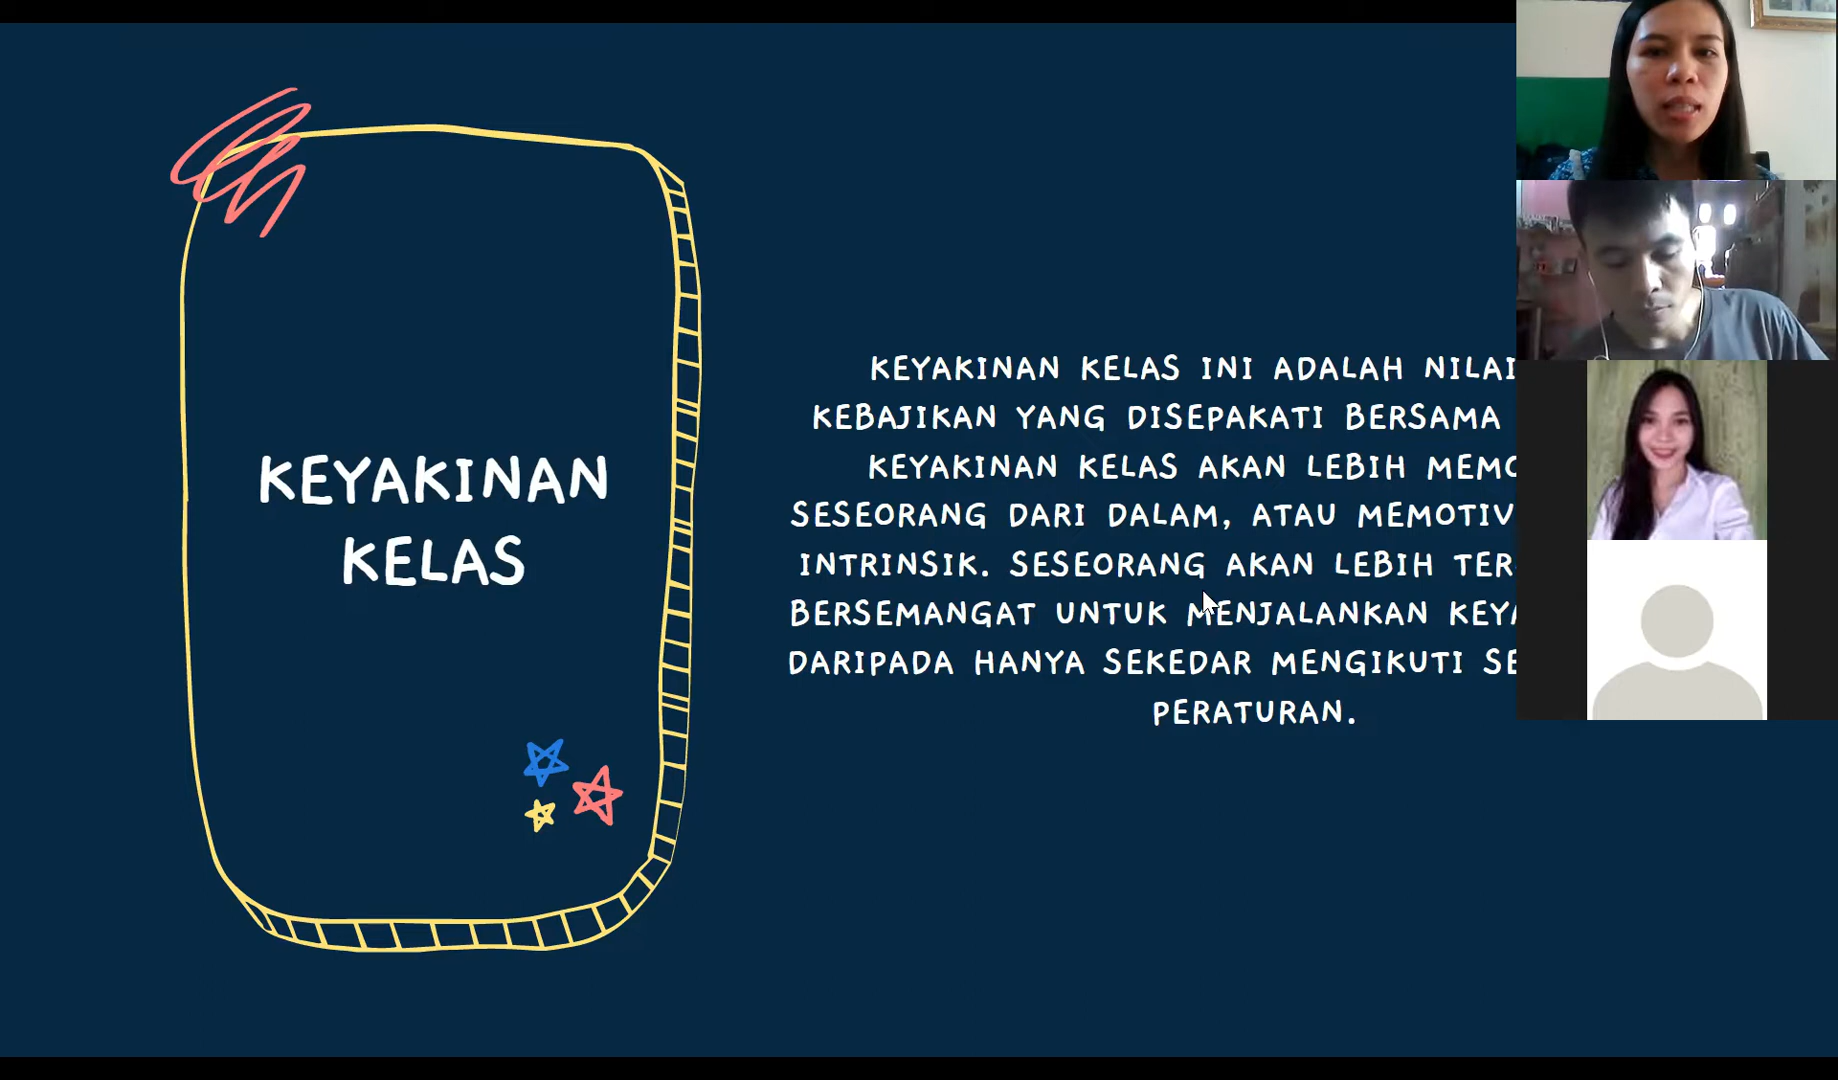 KEYAKINAN
KELAS
KEYAKINAN KELAS INI ADALAH NILAI
KEBAJIKAN YANG DISEPAKATI BERSAMA
KEYAKINAN KELAS AKAN LEBIH
SESEORANG DARI DALAM, ATAU
INTRINSIK. SESEORANG AKAN LEBIH
BERSEMANGAT UNTUK MENJALANKAN
DARIPADA HANYA SEKEDAR MENGIKUTI
PERATURAN.